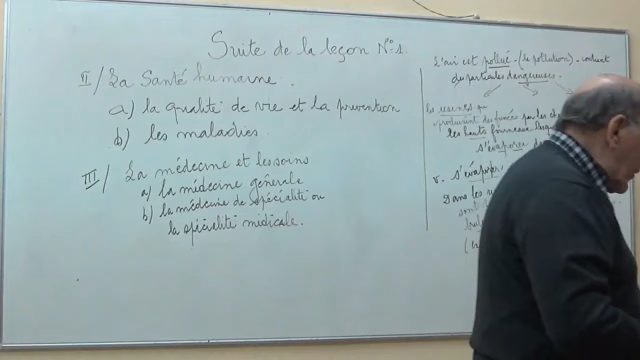 Suite de la leçon N°1
II/ La Santé humaine.
a) la qualité de vie et la prévention
b) les maladies.
III/ La médecine et les soins
a) la médecine générale
b) la médecine de spécialité ou
la spécialité médicale.
L'air est pollué. (la pollution) - contient
des particules dangereuses.
les usines qui
produisent des fumées par les
les hauts fourneaux
s'évaporer
v. s'évaporer
Dans les